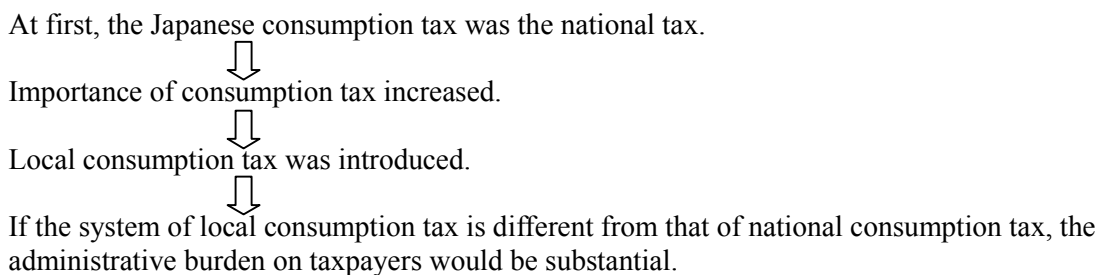 At first, the Japanese consumption tax was the national tax.
Importance of consumption tax increased.
Local consumption tax was introduced.
If the system of local consumption tax is different from that of national consumption tax, the
administrative burden on taxpayers would be substantial.